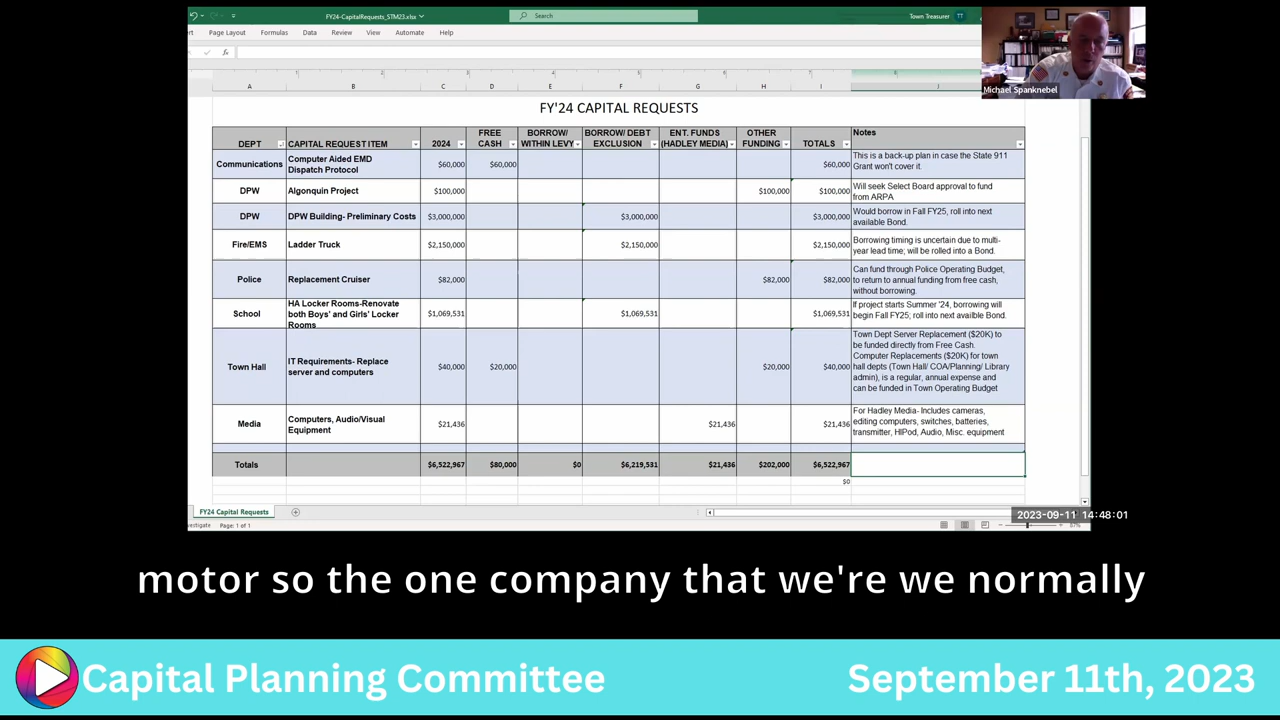 FY24-CapitalRequests_STM23.xlsx
Search
Town Treasurer
TT
Page Layout
Formulas
Data
Review
View
Automate
Help
fx
A B C D E F G H I J
FY'24 CAPITAL REQUESTS
DEPT CAPITAL REQUEST ITEM 2024 FREE CASH BORROW/ WITHIN LEVY BORROW/ DEBT EXCLUSION ENT. FUNDS (HADLEY MEDIA) OTHER FUNDING TOTALS Notes
Communications Computer Aided EMD Dispatch Protocol $60,000 $60,000 $60,000 This is a back-up plan in case the State 911 Grant won't cover it.
DPW Algonquin Project $100,000 $100,000 $100,000 Will seek Select Board approval to fund from ARPA
DPW DPW Building- Preliminary Costs $3,000,000 $3,000,000 $3,000,000 Would borrow in Fall FY25, roll into next available Bond.
Fire/EMS Ladder Truck $2,150,000 $2,150,000 $2,150,000 Borrowing timing is uncertain due to multi-year lead time; will be rolled into a Bond.
Police Replacement Cruiser $82,000 $82,000 $82,000 Can fund through Police Operating Budget, to return to annual funding from free cash, without borrowing.
School HA Locker Rooms-Renovate both Boys' and Girls' Locker Rooms $1,069,531 $1,069,531 $1,069,531 If project starts Summer '24, borrowing will begin Fall FY25; roll into next availble Bond.
Town Hall IT Requirements- Replace server and computers $40,000 $20,000 $20,000 $40,000 Town Dept Server Replacement ($20K) to be funded directly from Free Cash. Computer Replacements ($20K) for town hall depts (Town Hall/ COA/Planning/ Library admin), is a regular, annual expense and can be funded in Town Operating Budget
Media Computers, Audio/Visual Equipment $21,436 $21,436 $21,436 For Hadley Media- Includes cameras, editing computers, switches, batteries, transmitter, HIPod, Audio, Misc. equipment
Totals $6,522,967 $80,000 $0 $6,219,531 $21,436 $202,000 $6,522,967
$0
FY24 Capital Requests
Page: 1 of 1
Michael Spanknebel
2023-09-11 14:48:01
motor so the one company that we're we normally
Capital Planning Committee
September 11th, 2023